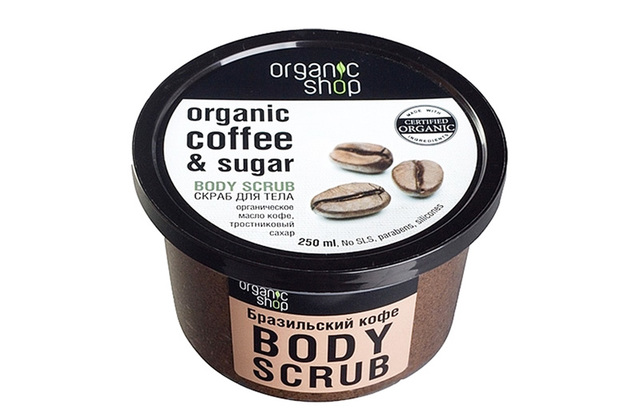 organic
shop
organic
coffee
& sugar
BODY SCRUB
СКРАБ ДЛЯ ТЕЛА
органическое
масло кофе,
тростниковый
сахар
250 ml, No SLS, parabens, silicones
MADE WITH
CERTIFIED
ORGANIC
INGREDIENTS
organic
shop
Бразильский кофе
BODY
SCRUB